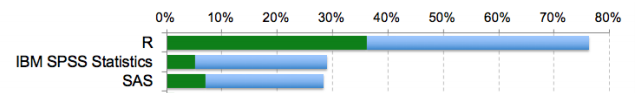 0% 10% 20% 30% 40% 50% 60% 70% 80%
R
IBM SPSS Statistics
SAS